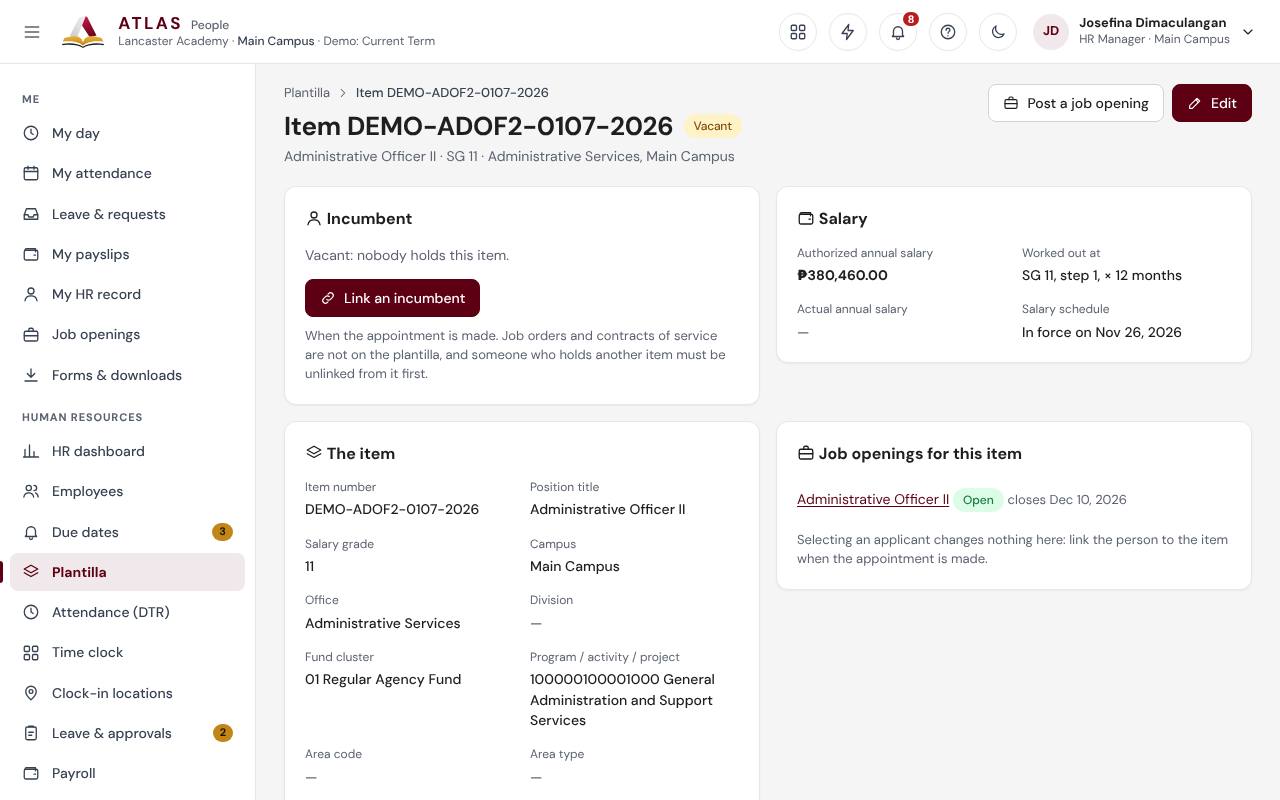 ATLAS People
Lancaster Academy · Main Campus · Demo: Current Term
8
JD
Josefina Dimaculangan
HR Manager · Main Campus
ME
My day
My attendance
Leave & requests
My payslips
My HR record
Job openings
Forms & downloads
HUMAN RESOURCES
HR dashboard
Employees
Due dates 3
Plantilla
Attendance (DTR)
Time clock
Clock-in locations
Leave & approvals 2
Payroll
Plantilla > Item DEMO-ADOF2-0107-2026
Item DEMO-ADOF2-0107-2026 Vacant
Administrative Officer II · SG 11 · Administrative Services, Main Campus
Post a job opening
Edit
Incumbent
Vacant: nobody holds this item.
Link an incumbent
When the appointment is made. Job orders and contracts of service
are not on the plantilla, and someone who holds another item must be
unlinked from it first.
Salary
Authorized annual salary
₱380,460.00
Worked out at
SG 11, step 1, × 12 months
Actual annual salary
—
Salary schedule
In force on Nov 26, 2026
The item
Item number
DEMO-ADOF2-0107-2026
Position title
Administrative Officer II
Salary grade
11
Campus
Main Campus
Office
Administrative Services
Division
—
Fund cluster
01 Regular Agency Fund
Program / activity / project
100000100001000 General
Administration and Support
Services
Area code
—
Area type
—
Job openings for this item
Administrative Officer II Open closes Dec 10, 2026
Selecting an applicant changes nothing here: link the person to the item
when the appointment is made.